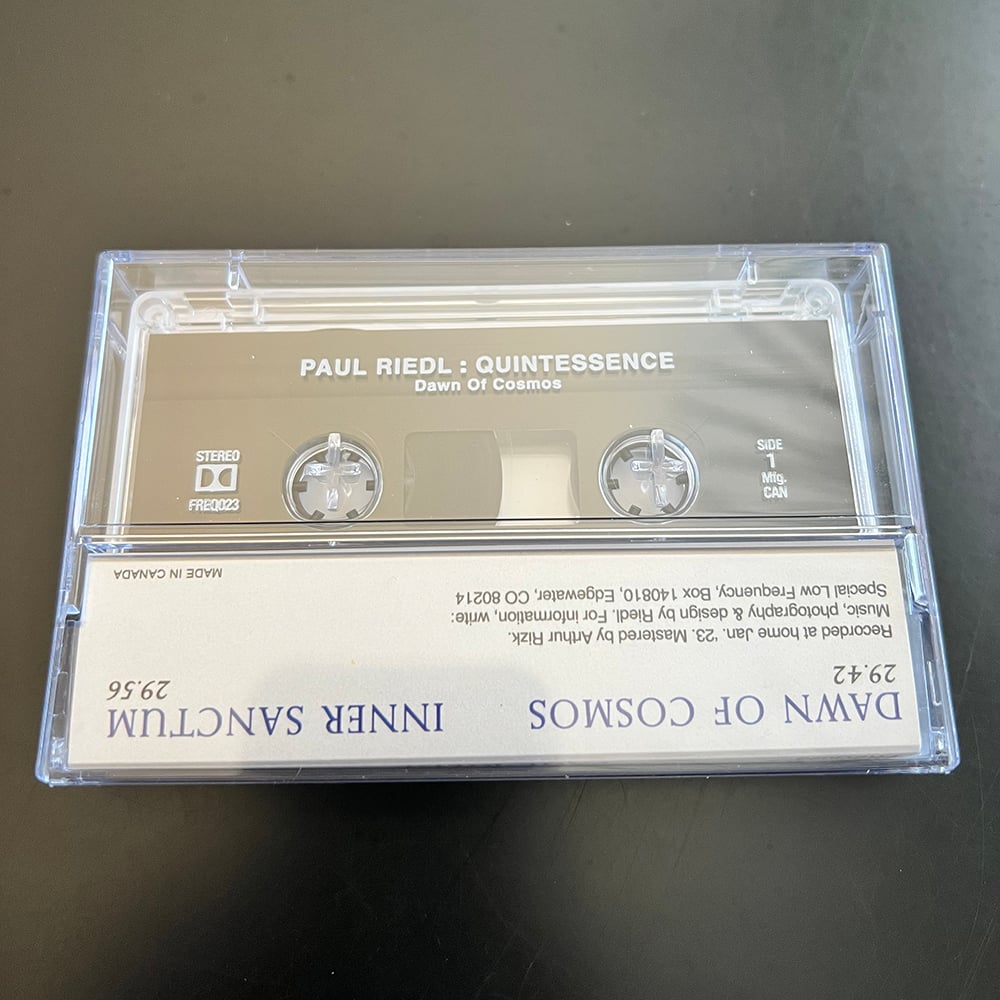 PAUL RIEDL : QUINTESSENCE
Dawn Of Cosmos
STEREO
FREQ023
SIDE
1
Mfg.
CAN
DAWN OF COSMOS
29.42
INNER SANCTUM
29.56
Recorded at home Jan. '23. Mastered by Arthur Rizk.
Music, photography & design by Riedl. For information, write:
Special Low Frequency, Box 140810, Edgewater, CO 80214
MADE IN CANADA